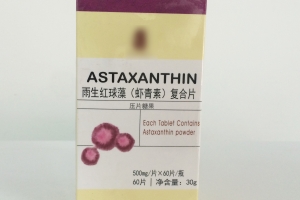 ASTAXANTHIN
雨生红球藻（虾青素）复合片
压片糖果
Each Tablet Contains
Astaxanthin powder
500mg/片×60片/瓶
60片 | 净含量: 30g